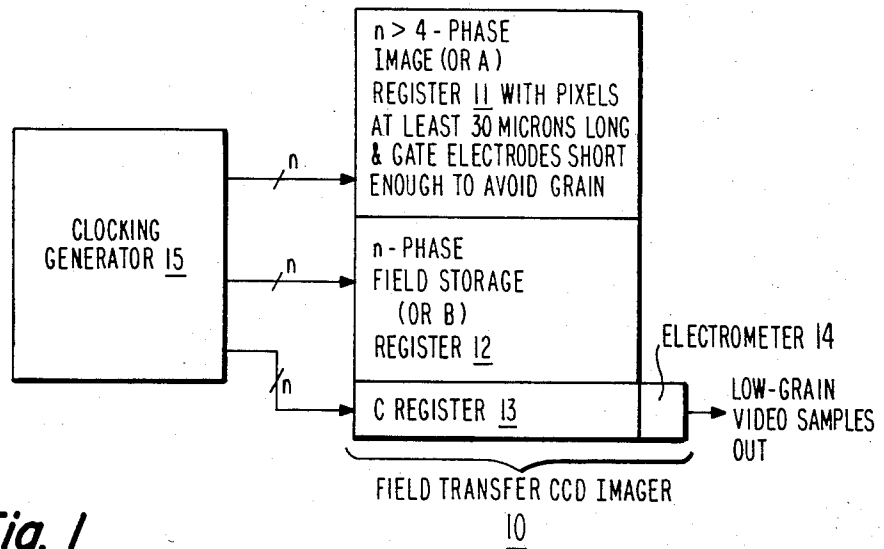 n > 4 - PHASE
IMAGE (OR A)
REGISTER 11 WITH PIXELS
AT LEAST 30 MICRONS LONG
& GATE ELECTRODES SHORT
ENOUGH TO AVOID GRAIN
n
CLOCKING
GENERATOR 15
n
n - PHASE
FIELD STORAGE
(OR B)
REGISTER 12
n
C REGISTER 13
ELECTROMETER 14
LOW-GRAIN
VIDEO SAMPLES
OUT
FIELD TRANSFER CCD IMAGER
10
Fig. 1